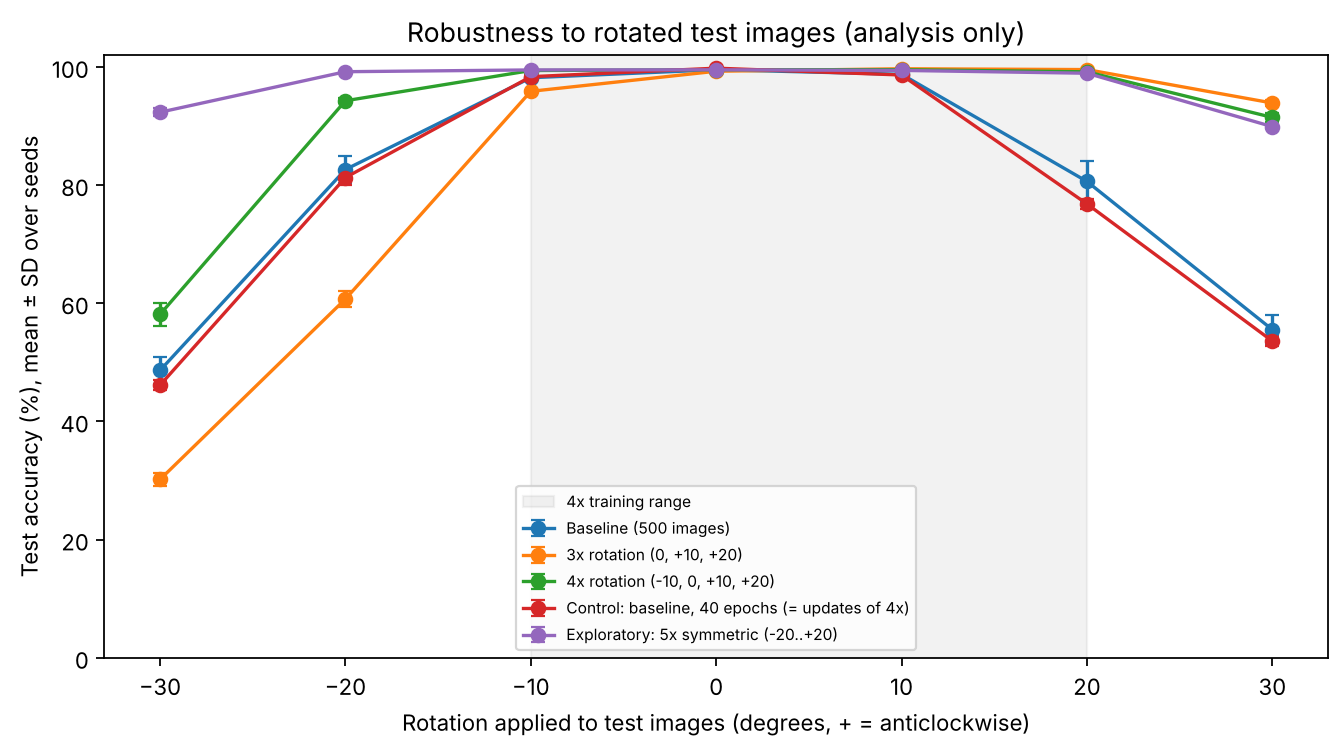 Robustness to rotated test images (analysis only)
Test accuracy (%), mean ± SD over seeds
100
80
60
40
20
0
4x training range
Baseline (500 images)
3x rotation (0, +10, +20)
4x rotation (-10, 0, +10, +20)
Control: baseline, 40 epochs (= updates of 4x)
Exploratory: 5x symmetric (-20..+20)
−30 −20 −10 0 10 20 30
Rotation applied to test images (degrees, + = anticlockwise)